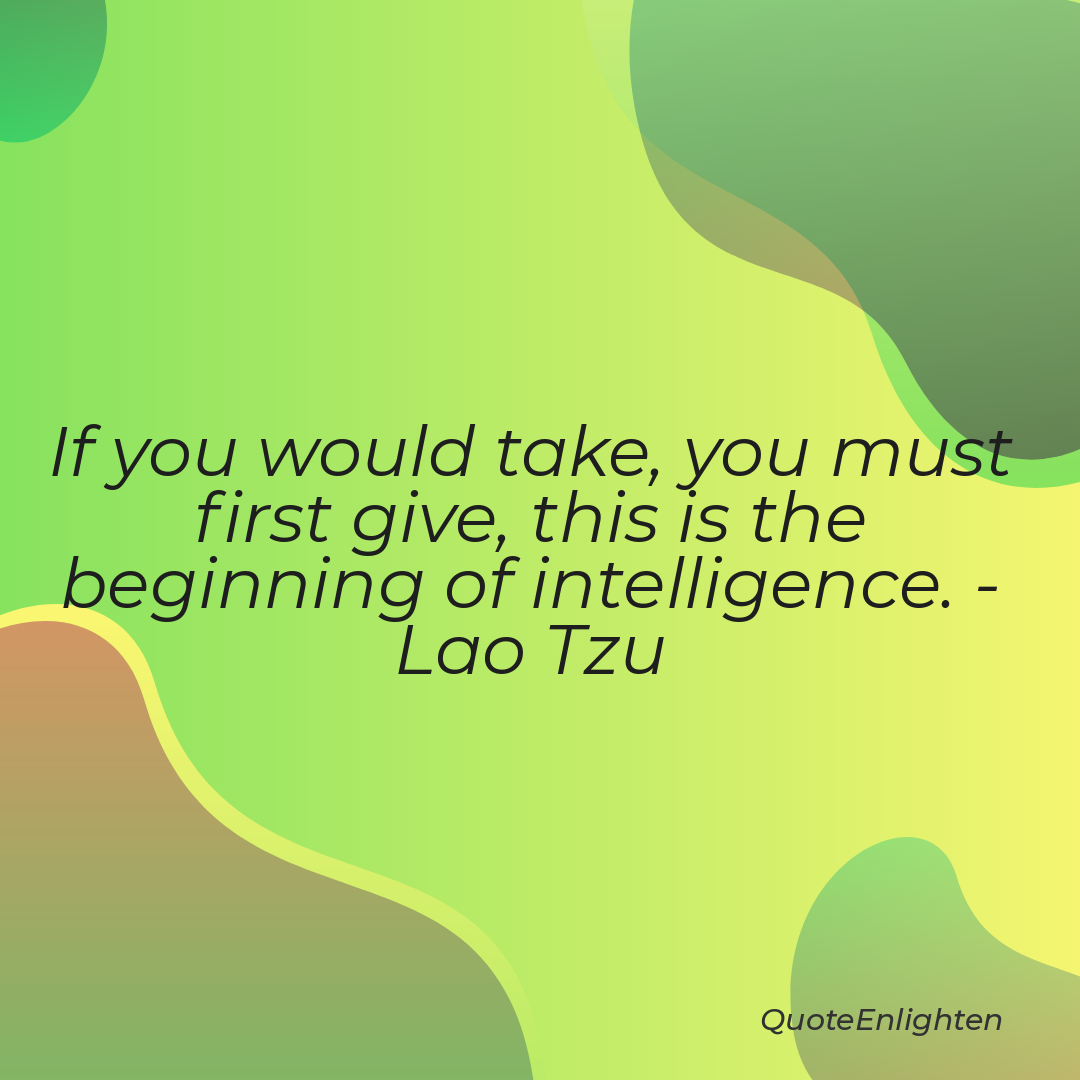 If you would take, you must
first give, this is the
beginning of intelligence. -
Lao Tzu
QuoteEnlighten